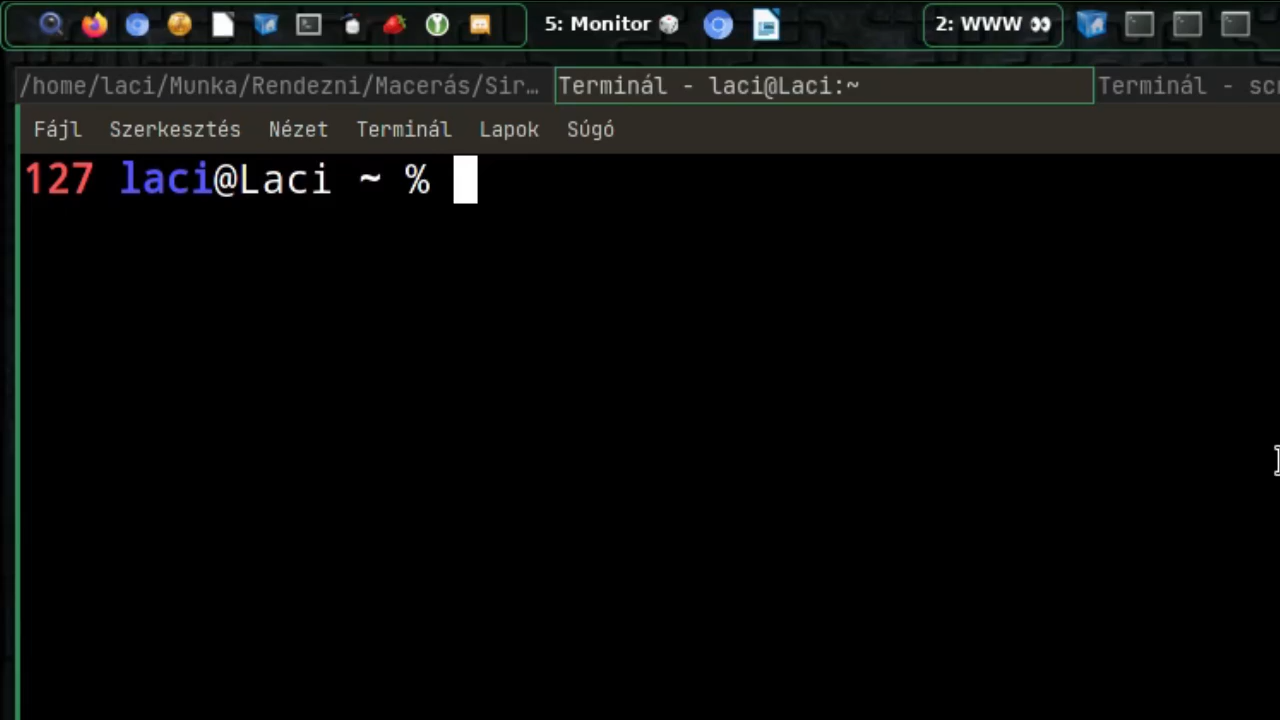 5: Monitor
2: WWW
/home/laci/Munka/Rendezni/Macerás/Sir…
Terminál - laci@Laci:~
Terminál - scr
Fájl Szerkesztés Nézet Terminál Lapok Súgó
127 laci@Laci ~ %